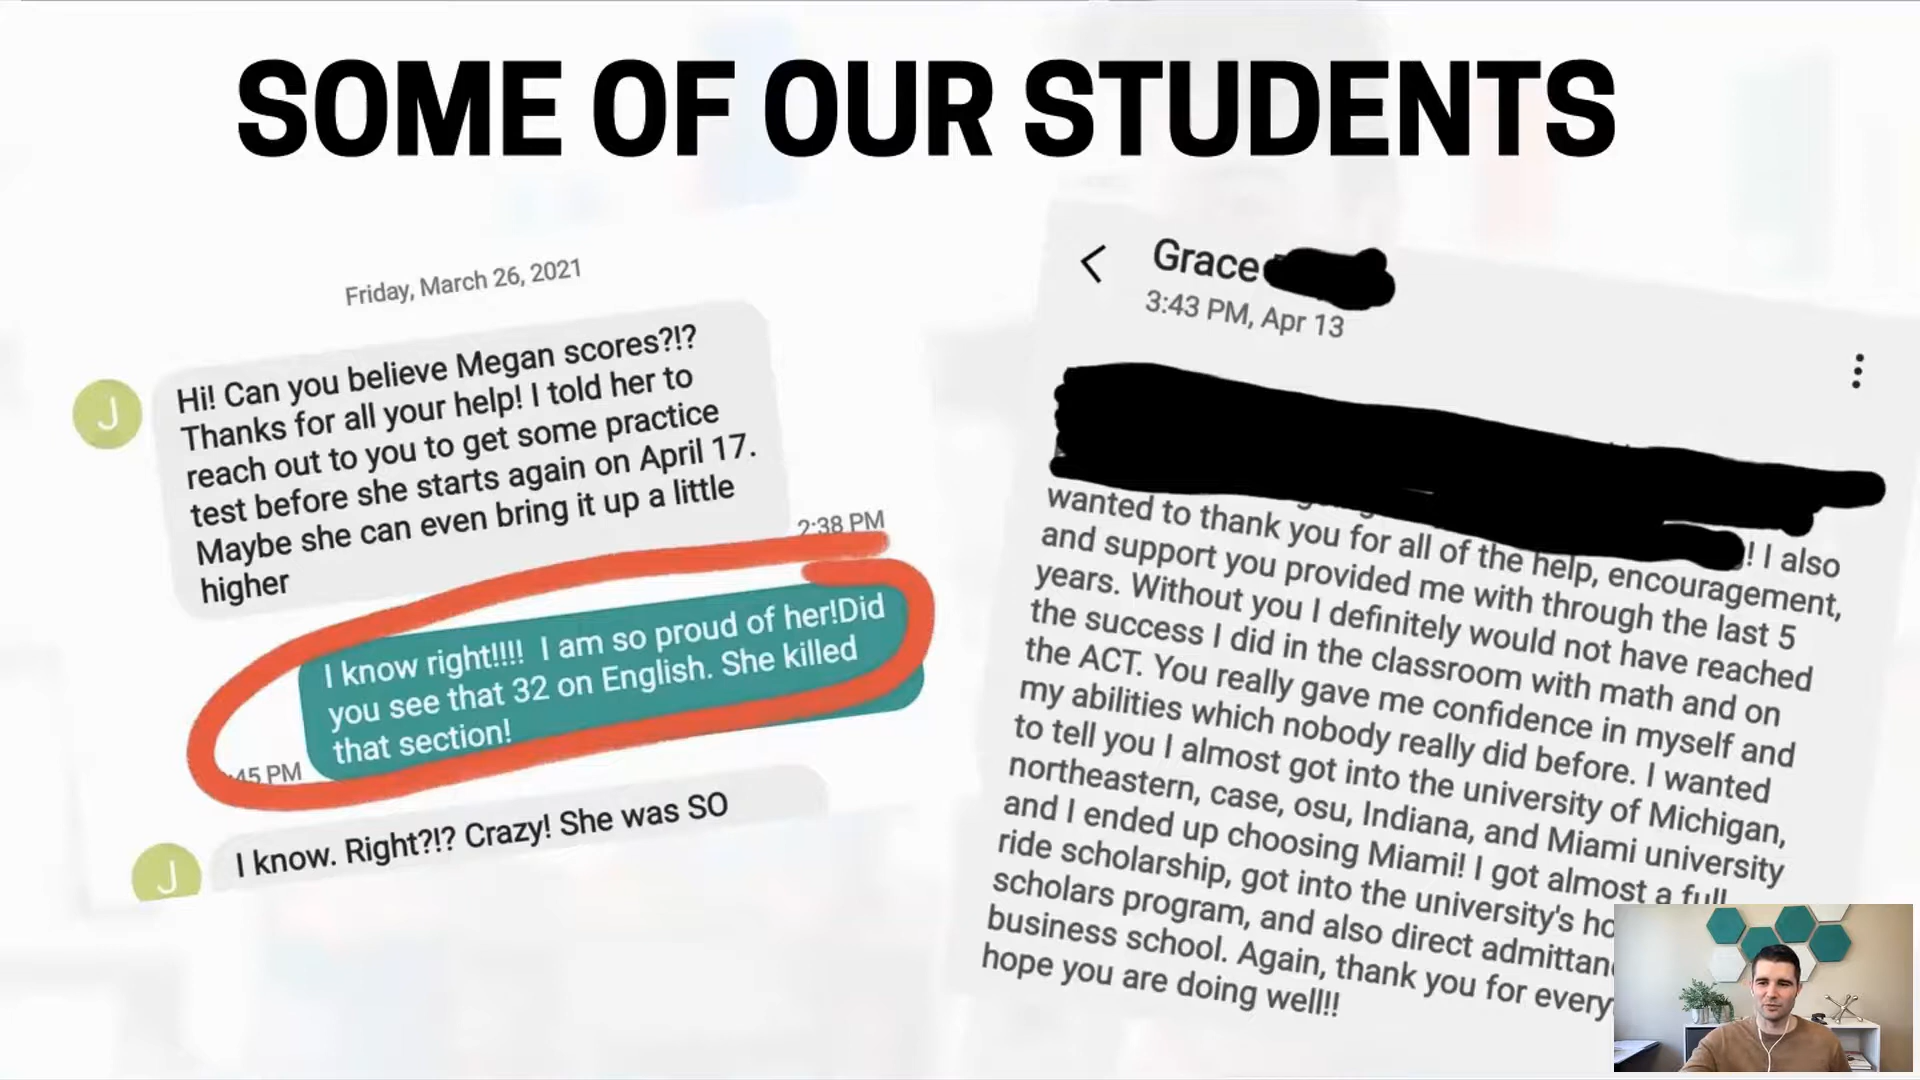 SOME OF OUR STUDENTS
Friday, March 26, 2021
J
Hi! Can you believe Megan scores?!?
Thanks for all your help! I told her to
reach out to you to get some practice
test before she starts again on April 17.
Maybe she can even bring it up a little
higher
2:38 PM
I know right!!!! I am so proud of her!Did
you see that 32 on English. She killed
that section!
45 PM
J
I know. Right?!? Crazy! She was SO
Grace
3:43 PM, Apr 13
! I also
wanted to thank you for all of the help, encouragement,
and support you provided me with through the last 5
years. Without you I definitely would not have reached
the success I did in the classroom with math and on
the ACT. You really gave me confidence in myself and
my abilities which nobody really did before. I wanted
to tell you I almost got into the university of Michigan,
northeastern, case, osu, Indiana, and Miami university
and I ended up choosing Miami! I got almost a full
ride scholarship, got into the university's
scholars program, and also direct
business school. Again, thank you for
hope you are doing well!!